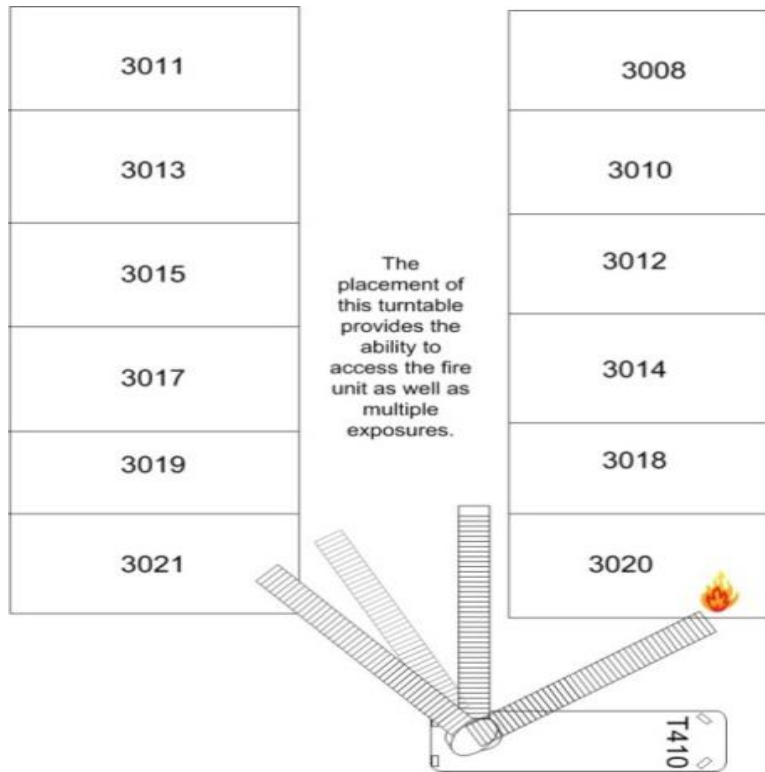 3011
3013
3015
3017
3019
3021
The
placement of
this turntable
provides the
ability to
access the fire
unit as well as
multiple
exposures.
3008
3010
3012
3014
3018
3020
T410